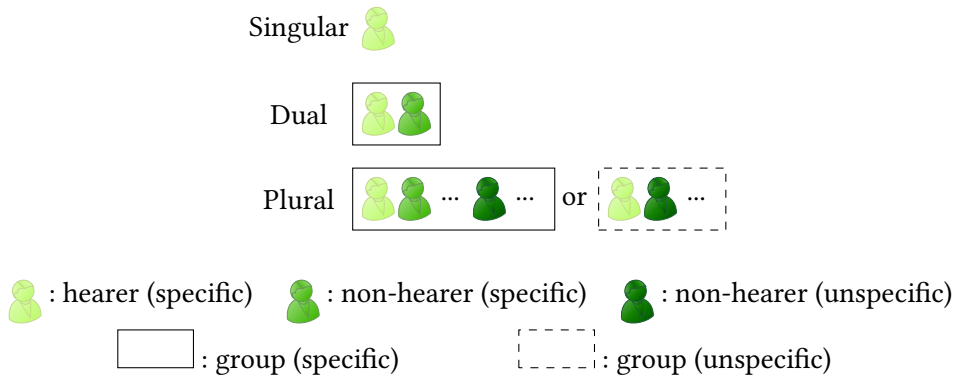 Singular
Dual
Plural ... ... or ...
: hearer (specific) : non-hearer (specific) : non-hearer (unspecific)
: group (specific) : group (unspecific)